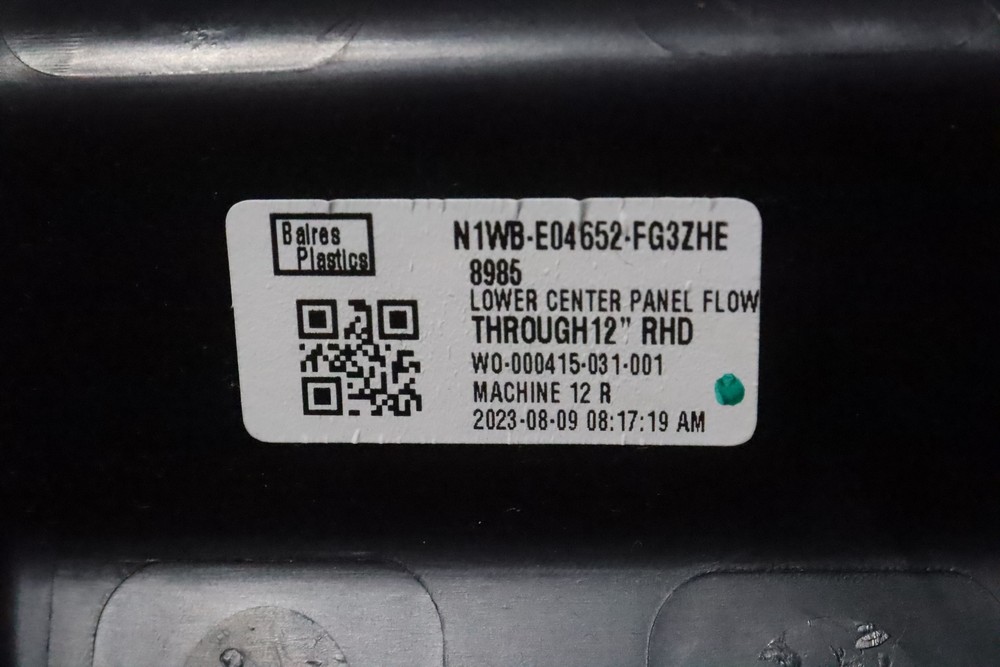 Balres
Plastics
N1WB-E04652-FG3ZHE
8985
LOWER CENTER PANEL FLOW
THROUGH12" RHD
WO-000415-031-001
MACHINE 12 R
2023-08-09 08:17:19 AM